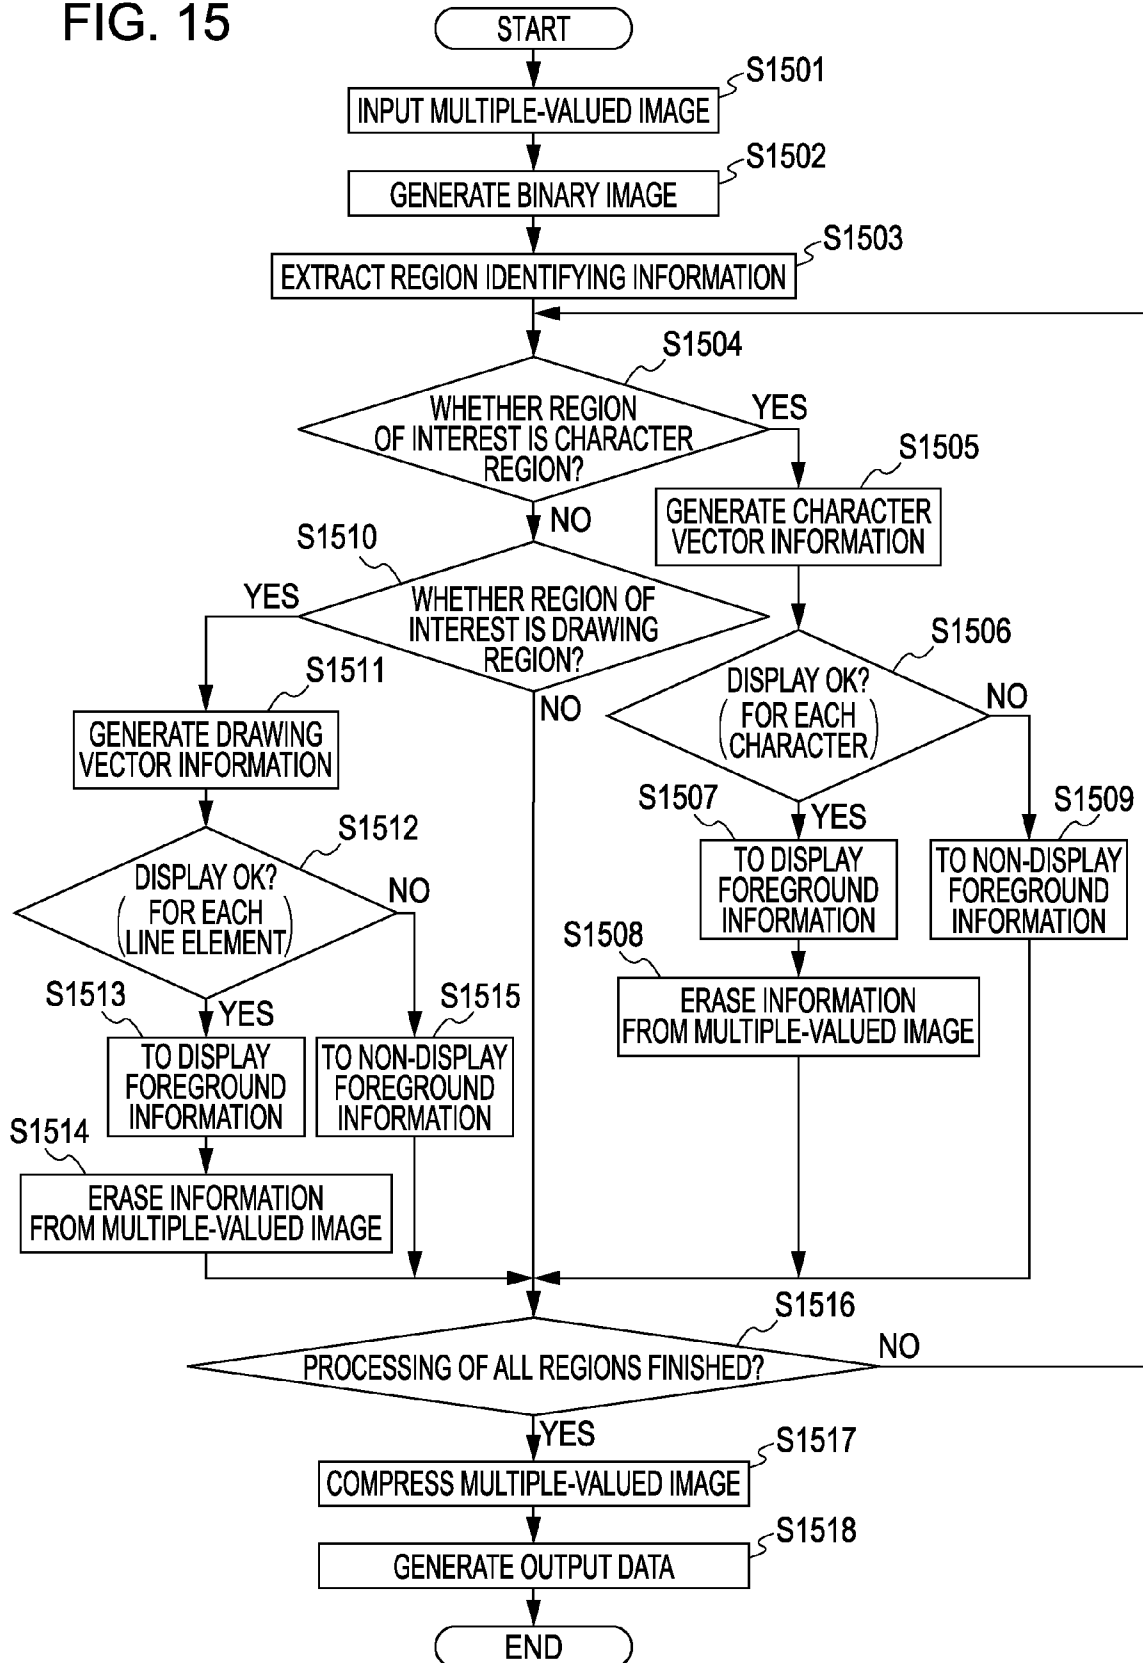 FIG. 15
START
S1501
INPUT MULTIPLE-VALUED IMAGE
S1502
GENERATE BINARY IMAGE
S1503
EXTRACT REGION IDENTIFYING INFORMATION
S1504
WHETHER REGION
OF INTEREST IS CHARACTER
REGION?
YES
NO
S1505
GENERATE CHARACTER
VECTOR INFORMATION
S1510
WHETHER REGION OF
INTEREST IS DRAWING
REGION?
YES
NO
S1506
DISPLAY OK?
(FOR EACH
CHARACTER)
NO
YES
S1511
GENERATE DRAWING
VECTOR INFORMATION
S1507
TO DISPLAY
FOREGROUND
INFORMATION
S1509
TO NON-DISPLAY
FOREGROUND
INFORMATION
S1512
DISPLAY OK?
(FOR EACH
LINE ELEMENT)
NO
YES
S1508
ERASE INFORMATION
FROM MULTIPLE-VALUED IMAGE
S1513
TO DISPLAY
FOREGROUND
INFORMATION
S1515
TO NON-DISPLAY
FOREGROUND
INFORMATION
S1514
ERASE INFORMATION
FROM MULTIPLE-VALUED IMAGE
S1516
PROCESSING OF ALL REGIONS FINISHED?
NO
YES
S1517
COMPRESS MULTIPLE-VALUED IMAGE
S1518
GENERATE OUTPUT DATA
END